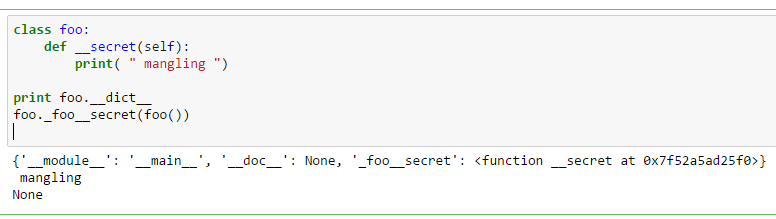 class foo:
    def __secret(self):
        print( " mangling ")
print foo.__dict__
foo._foo__secret(foo())
{'__module__': '__main__', '__doc__': None, '_foo__secret': <function __secret at 0x7f52a5ad25f0>}
 mangling
None